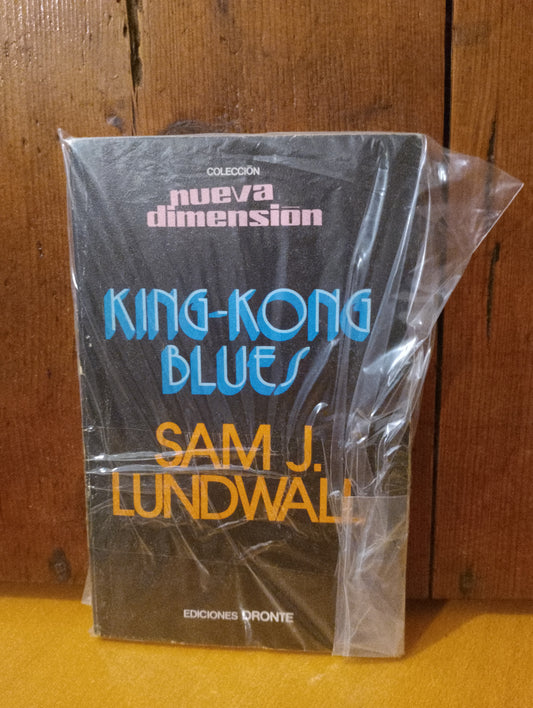 COLECCIÓN
nueva
dimensión
KING-KONG
BLUES
SAM J.
LUNDWALL
EDICIONES DRONTE